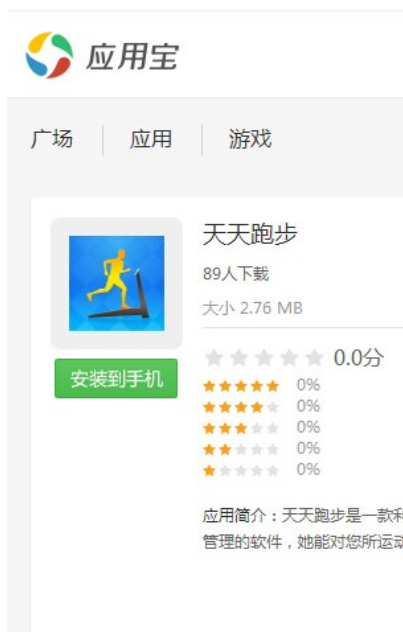 应用宝
广场 应用 游戏
天天跑步
89人下载
大小 2.76 MB
0.0分
安装到手机
0%
0%
0%
0%
0%
应用简介：天天跑步是一款
管理的软件，她能对您所运动